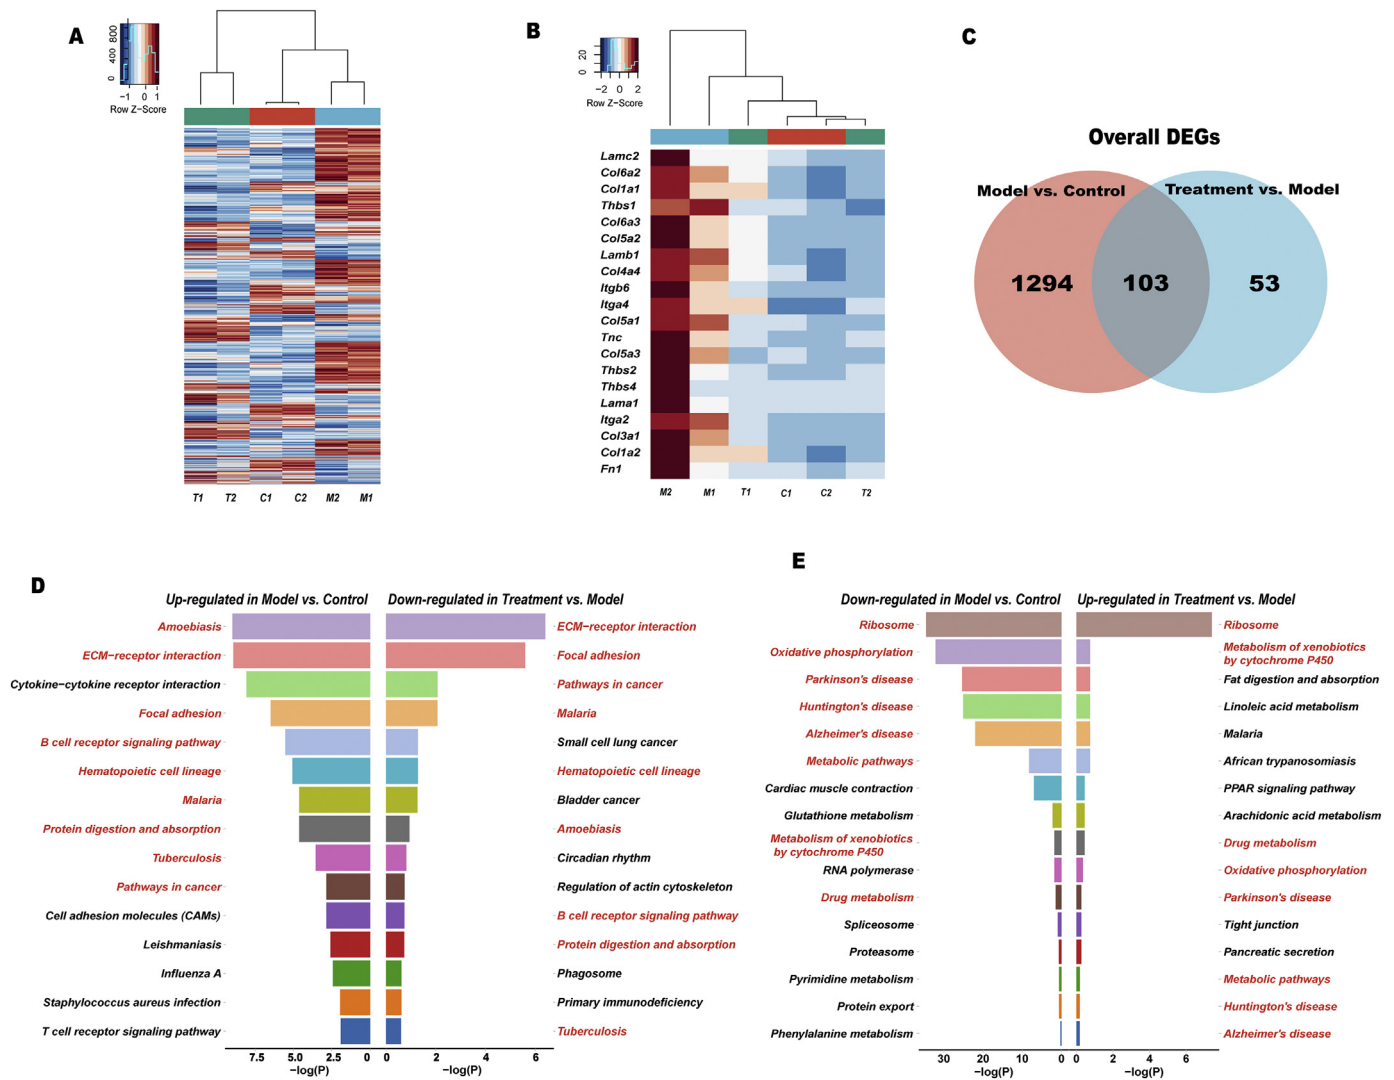 A
800
400
0
−1 0 1
Row Z−Score
T1 T2 C1 C2 M2 M1
B
20
0
−2 0 2
Row Z−Score
Lamc2
Col6a2
Col1a1
Thbs1
Col6a3
Col5a2
Lamb1
Col4a4
Itgb6
Itga4
Col5a1
Tnc
Col5a3
Thbs2
Thbs4
Lama1
Itga2
Col3a1
Col1a2
Fn1
M2 M1 T1 C1 C2 T2
C
Overall DEGs
Model vs. Control Treatment vs. Model
1294 103 53
D
Up-regulated in Model vs. Control Down-regulated in Treatment vs. Model
Amoebiasis ECM−receptor interaction
ECM−receptor interaction Focal adhesion
Cytokine−cytokine receptor interaction Pathways in cancer
Focal adhesion Malaria
B cell receptor signaling pathway Small cell lung cancer
Hematopoietic cell lineage Hematopoietic cell lineage
Malaria Bladder cancer
Protein digestion and absorption Amoebiasis
Tuberculosis Circadian rhythm
Pathways in cancer Regulation of actin cytoskeleton
Cell adhesion molecules (CAMs) B cell receptor signaling pathway
Leishmaniasis Protein digestion and absorption
Influenza A Phagosome
Staphylococcus aureus infection Primary immunodeficiency
T cell receptor signaling pathway Tuberculosis
7.5 5.0 2.5 0 0 2 4 6
−log(P) −log(P)
E
Down-regulated in Model vs. Control Up-regulated in Treatment vs. Model
Ribosome Ribosome
Oxidative phosphorylation Metabolism of xenobiotics
by cytochrome P450
Parkinson's disease Fat digestion and absorption
Huntington's disease Linoleic acid metabolism
Alzheimer's disease Malaria
Metabolic pathways African trypanosomiasis
Cardiac muscle contraction PPAR signaling pathway
Glutathione metabolism Arachidonic acid metabolism
Metabolism of xenobiotics
by cytochrome P450 Drug metabolism
RNA polymerase Oxidative phosphorylation
Drug metabolism Parkinson's disease
Spliceosome Tight junction
Proteasome Pancreatic secretion
Pyrimidine metabolism Metabolic pathways
Protein export Huntington's disease
Phenylalanine metabolism Alzheimer's disease
30 20 10 0 0 2 4 6
−log(P) −log(P)